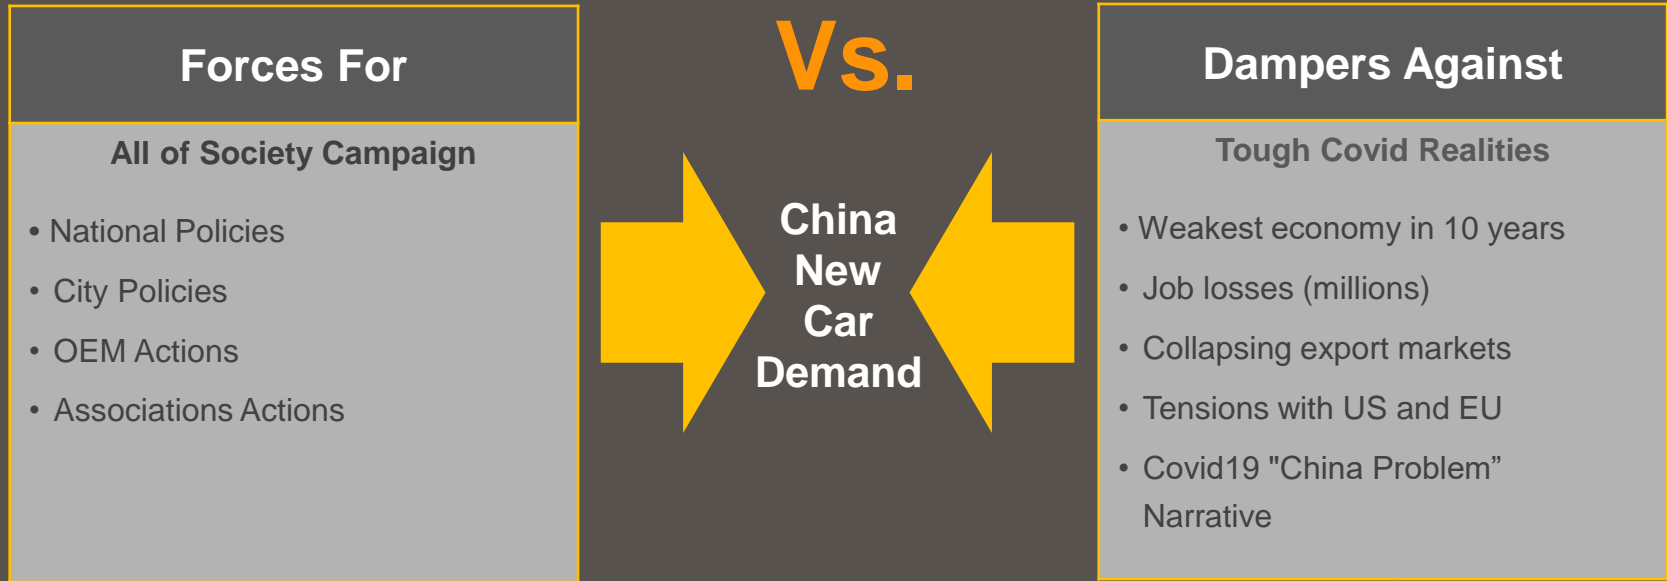 Forces For
All of Society Campaign
• National Policies
• City Policies
• OEM Actions
• Associations Actions
Vs.
China
New
Car
Demand
Dampers Against
Tough Covid Realities
• Weakest economy in 10 years
• Job losses (millions)
• Collapsing export markets
• Tensions with US and EU
• Covid19 "China Problem”
Narrative